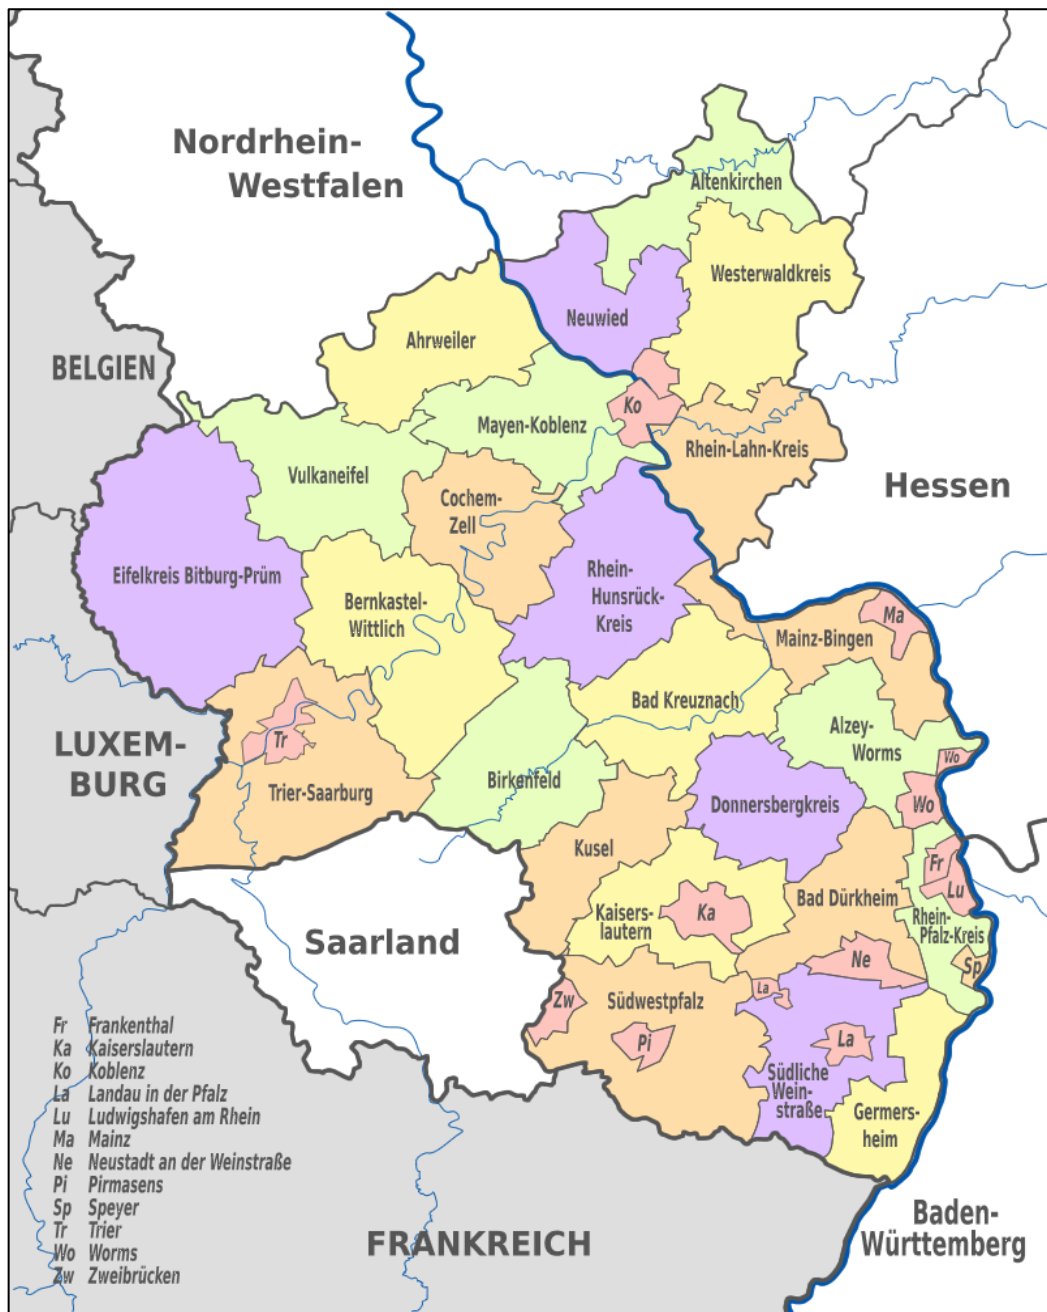 Nordrhein-
Westfalen
Altenkirchen
Westerwaldkreis
Neuwied
Ahrweiler
BELGIEN
Ko
Mayen-Koblenz
Rhein-Lahn-Kreis
Vulkaneifel
Hessen
Cochem-
Zell
Eifelkreis Bitburg-Prüm
Rhein-
Hunsrück-
Kreis
Bernkastel-
Wittlich
Ma
Mainz-Bingen
Bad Kreuznach
Alzey-
Worms
LUXEM-
BURG
Tr
Wo
Birkenfeld
Trier-Saarburg
Donnersbergkreis
Wo
Kusel
Fr
Lu
Bad Dürkheim
Kaisers-
lautern
Ka
Rhein-
Pfalz-Kreis
Saarland
Ne
Sp
Zw
Südwestpfalz
La
Pi
La
Südliche
Wein-
straße
Germers-
heim
Fr Frankenthal
Ka Kaiserslautern
Ko Koblenz
La Landau in der Pfalz
Lu Ludwigshafen am Rhein
Ma Mainz
Ne Neustadt an der Weinstraße
Pi Pirmasens
Sp Speyer
Tr Trier
Wo Worms
Zw Zweibrücken
FRANKREICH
Baden-
Württemberg